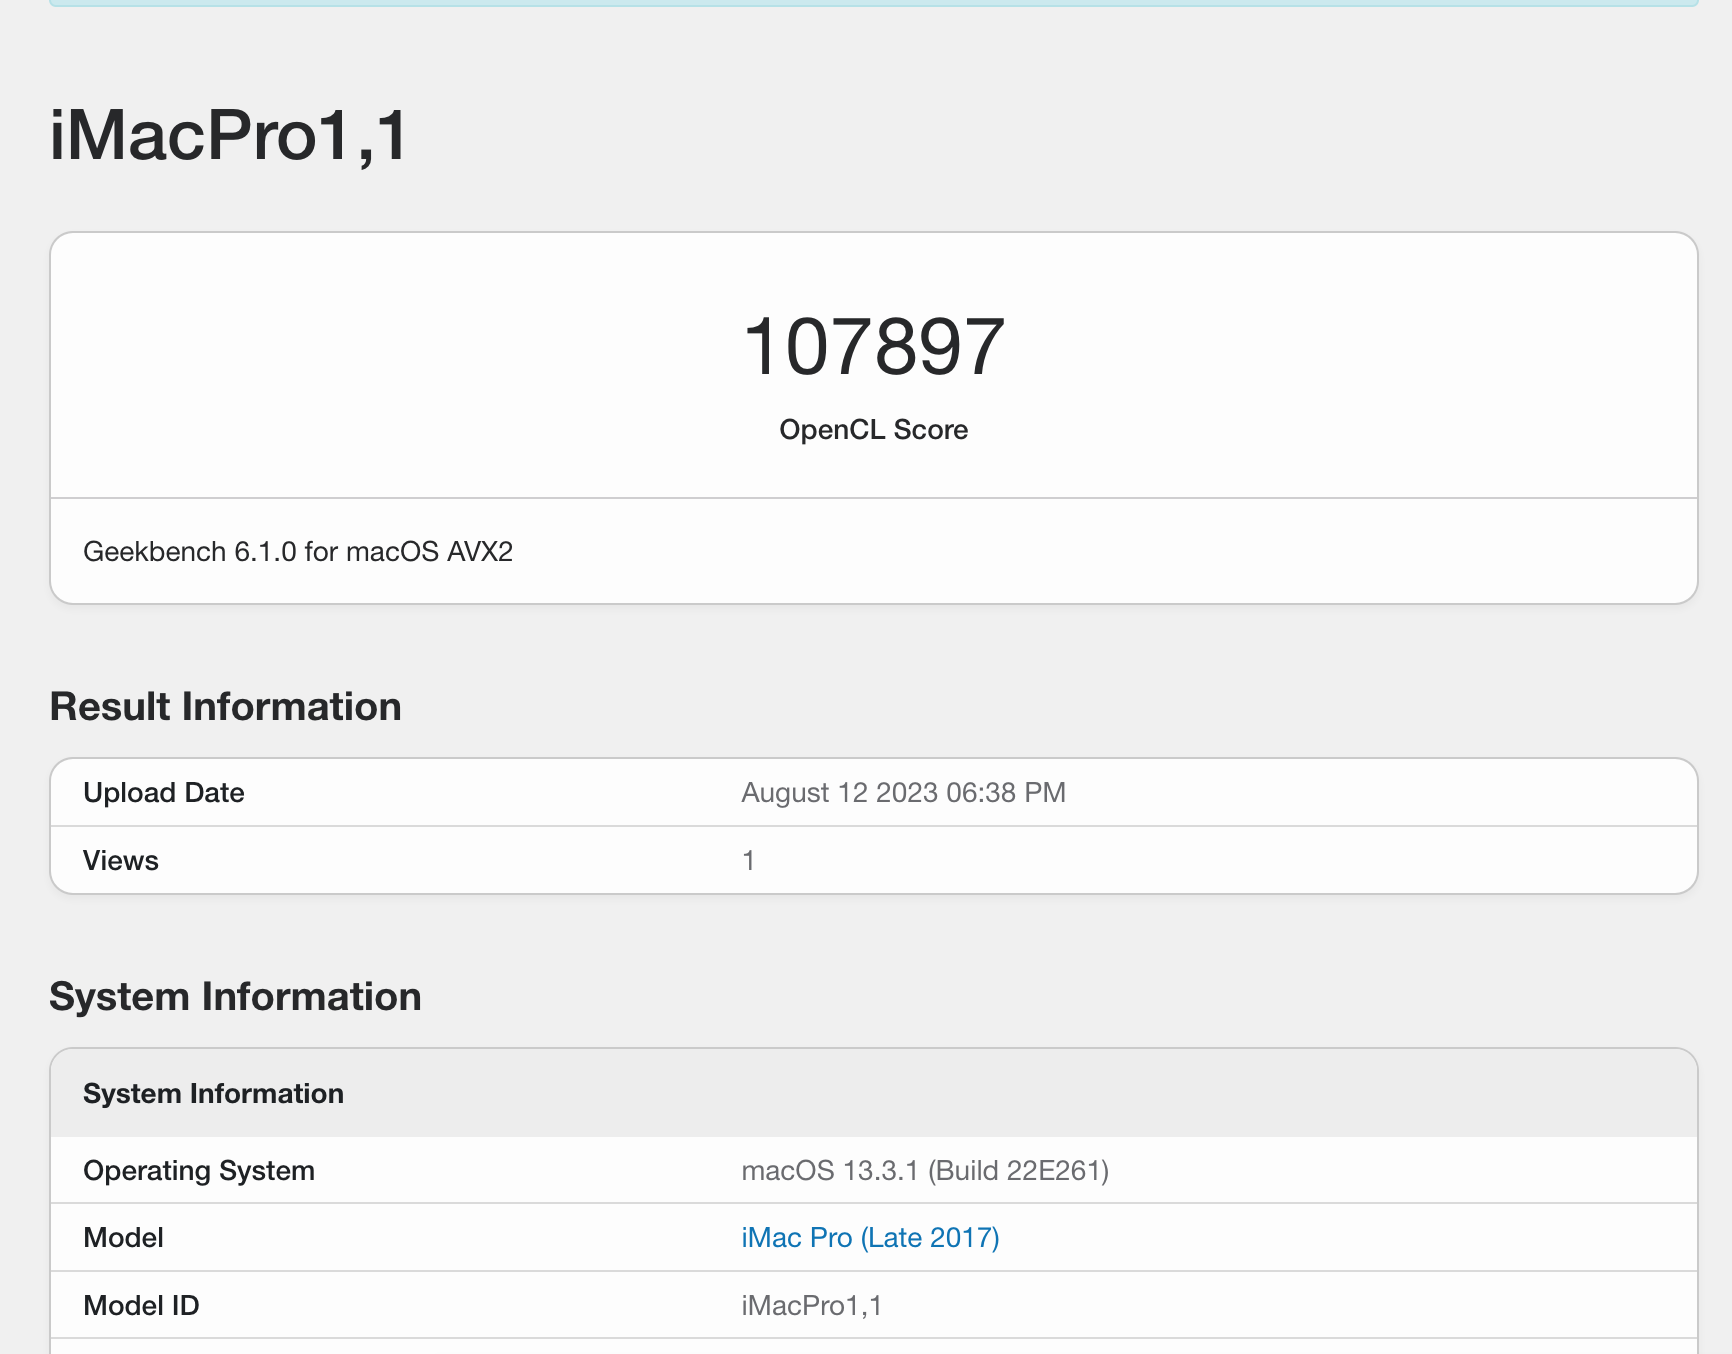 iMacPro1,1
107897
OpenCL Score
Geekbench 6.1.0 for macOS AVX2
Result Information
Upload Date August 12 2023 06:38 PM
Views 1
System Information
System Information
Operating System macOS 13.3.1 (Build 22E261)
Model iMac Pro (Late 2017)
Model ID iMacPro1,1